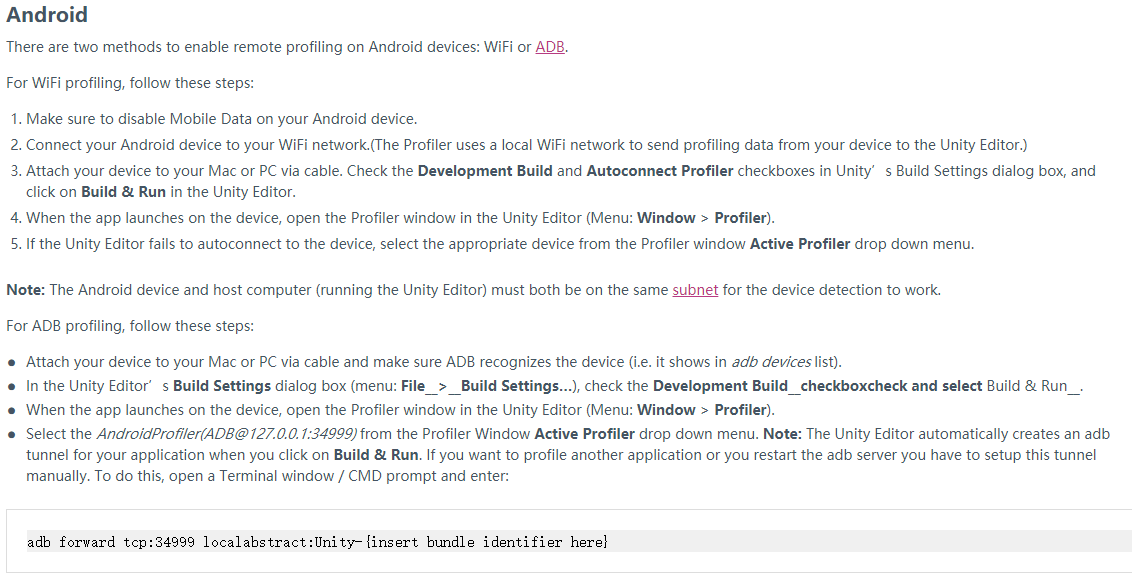 Android
There are two methods to enable remote profiling on Android devices: WiFi or ADB.
For WiFi profiling, follow these steps:
1. Make sure to disable Mobile Data on your Android device.
2. Connect your Android device to your WiFi network.(The Profiler uses a local WiFi network to send profiling data from your device to the Unity Editor.)
3. Attach your device to your Mac or PC via cable. Check the Development Build and Autoconnect Profiler checkboxes in Unity’s Build Settings dialog box, and
click on Build & Run in the Unity Editor.
4. When the app launches on the device, open the Profiler window in the Unity Editor (Menu: Window > Profiler).
5. If the Unity Editor fails to autoconnect to the device, select the appropriate device from the Profiler window Active Profiler drop down menu.
Note: The Android device and host computer (running the Unity Editor) must both be on the same subnet for the device detection to work.
For ADB profiling, follow these steps:
● Attach your device to your Mac or PC via cable and make sure ADB recognizes the device (i.e. it shows in adb devices list).
● In the Unity Editor’s Build Settings dialog box (menu: File__>__Build Settings...), check the Development Build__checkboxcheck and select Build & Run__.
● When the app launches on the device, open the Profiler window in the Unity Editor (Menu: Window > Profiler).
● Select the AndroidProfiler(ADB@127.0.0.1:34999) from the Profiler Window Active Profiler drop down menu. Note: The Unity Editor automatically creates an adb
tunnel for your application when you click on Build & Run. If you want to profile another application or you restart the adb server you have to setup this tunnel
manually. To do this, open a Terminal window / CMD prompt and enter:
adb forward tcp:34999 localabstract:Unity-{insert bundle identifier here}